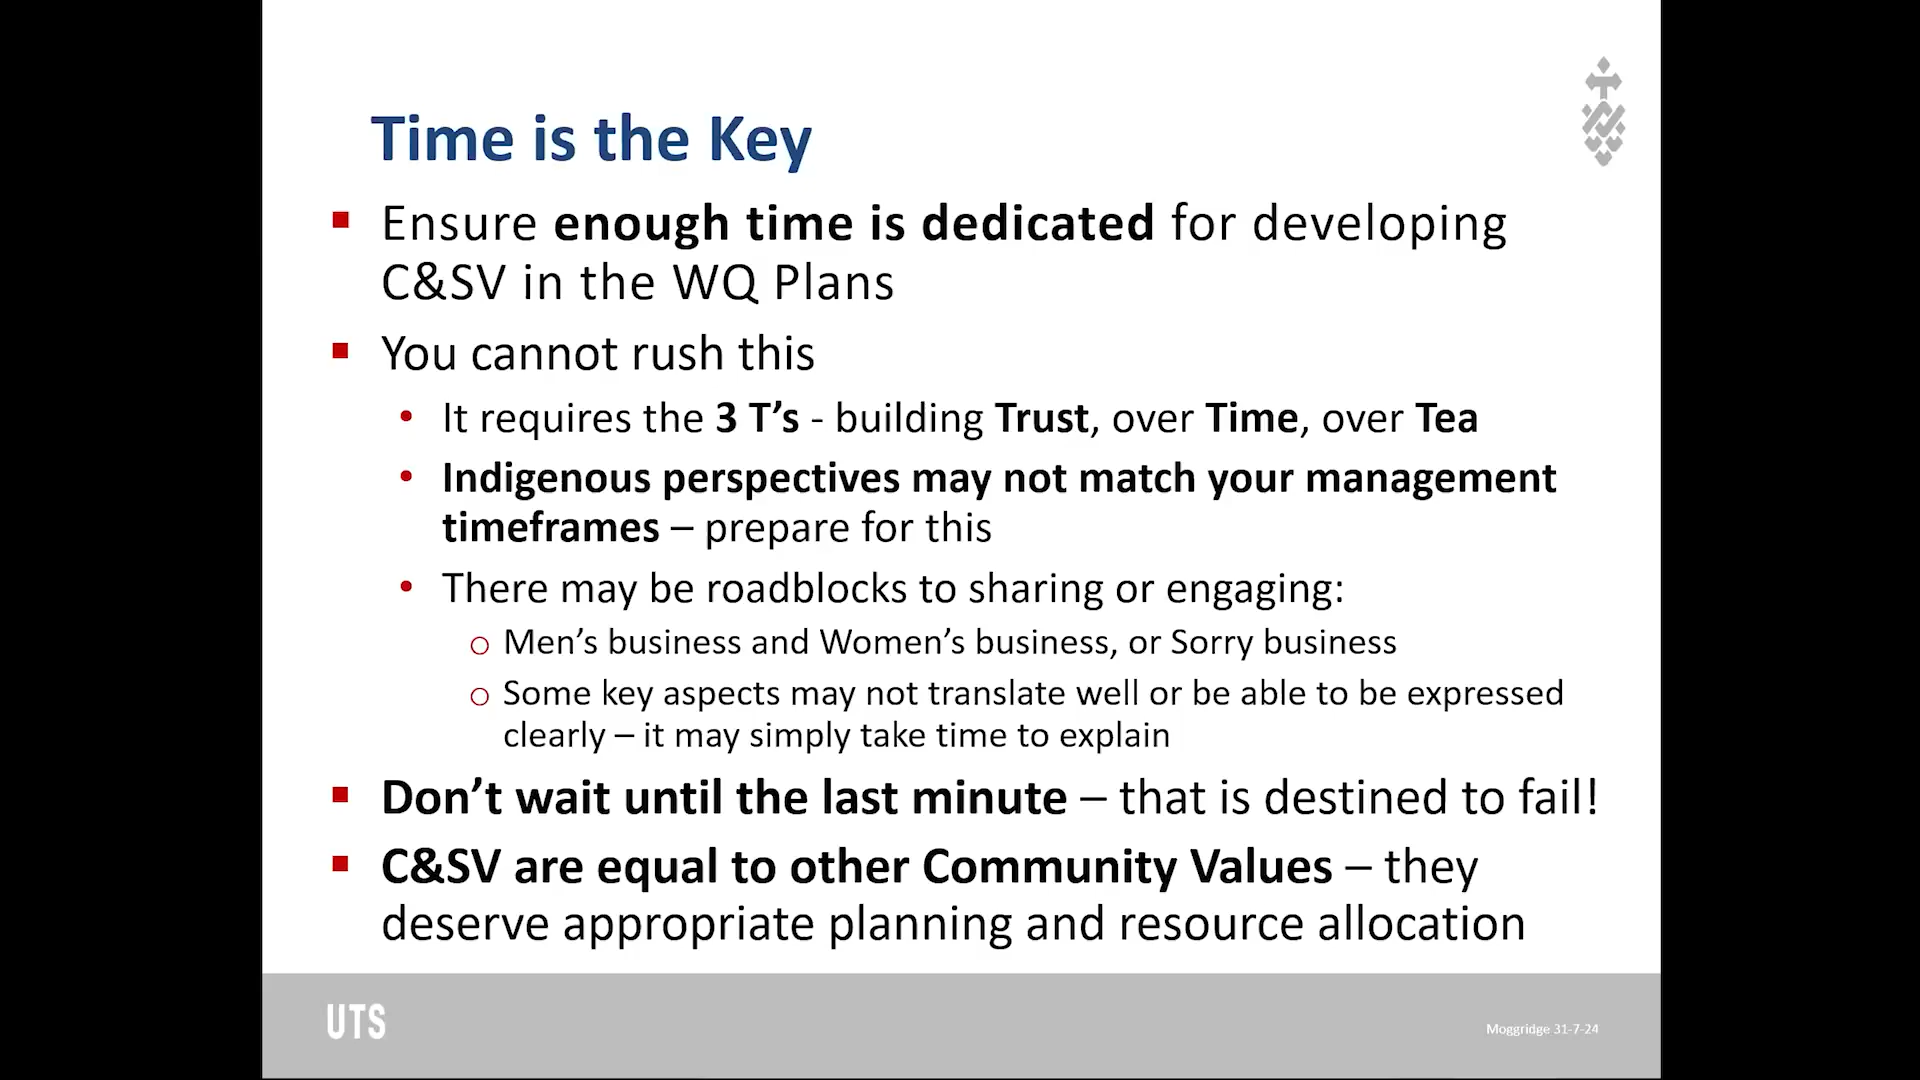 Time is the Key
Ensure enough time is dedicated for developing
C&SV in the WQ Plans
You cannot rush this
It requires the 3 T’s - building Trust, over Time, over Tea
Indigenous perspectives may not match your management
timeframes – prepare for this
There may be roadblocks to sharing or engaging:
Men’s business and Women’s business, or Sorry business
Some key aspects may not translate well or be able to be expressed
clearly – it may simply take time to explain
Don’t wait until the last minute – that is destined to fail!
C&SV are equal to other Community Values – they
deserve appropriate planning and resource allocation
UTS
Moggridge 31-7-24